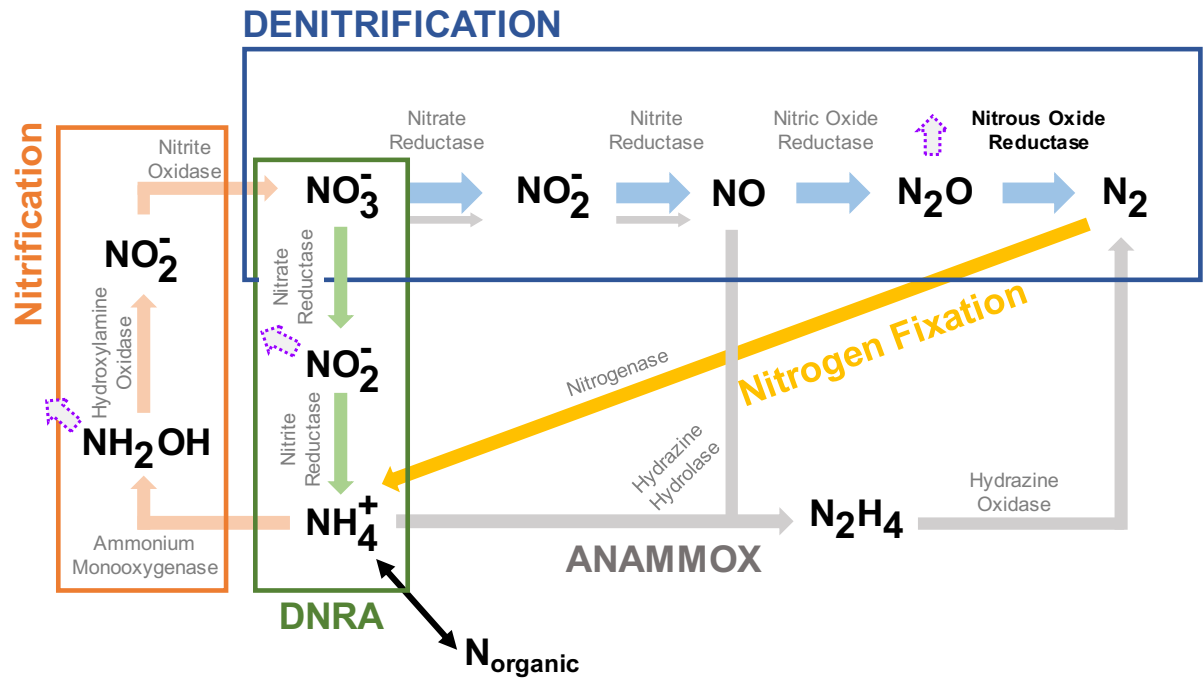 DENITRIFICATION
Nitrification
Nitrite
Oxidase
Nitrate
Reductase
Nitrite
Reductase
Nitric Oxide
Reductase
Nitrous Oxide
Reductase
NO3-
NO2-
NO
N2O
N2
NO2-
Hydroxylamine
Oxidase
NH2OH
Ammonium
Monooxygenase
Nitrate
Reductase
NO2-
Nitrite
Reductase
NH4+
DNRA
Nitrogenase
Nitrogen Fixation
Hydrazine
Hydrolase
ANAMMOX
N2H4
Hydrazine
Oxidase
Norganic